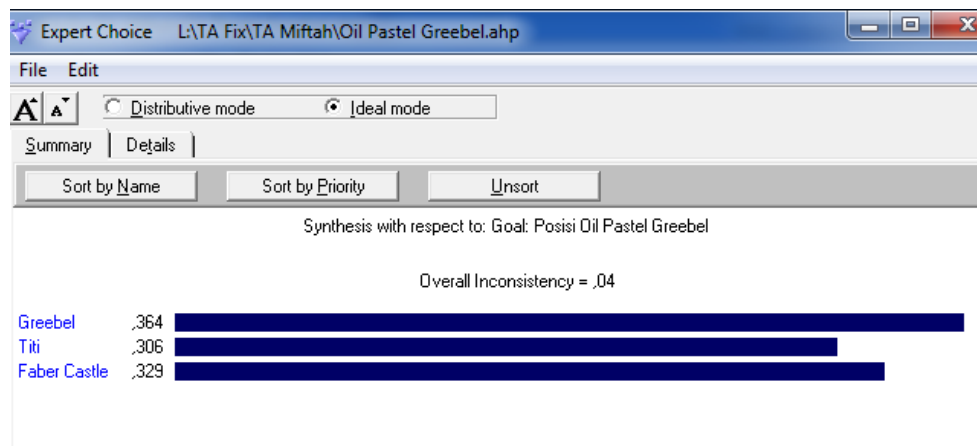 Expert Choice L:\TA Fix\TA Miftah\Oil Pastel Greebel.ahp
File Edit
A A Distributive mode Ideal mode
Summary Details
Sort by Name Sort by Priority Unsort
Synthesis with respect to: Goal: Posisi Oil Pastel Greebel
Overall Inconsistency = ,04
Greebel ,364
Titi ,306
Faber Castle ,329